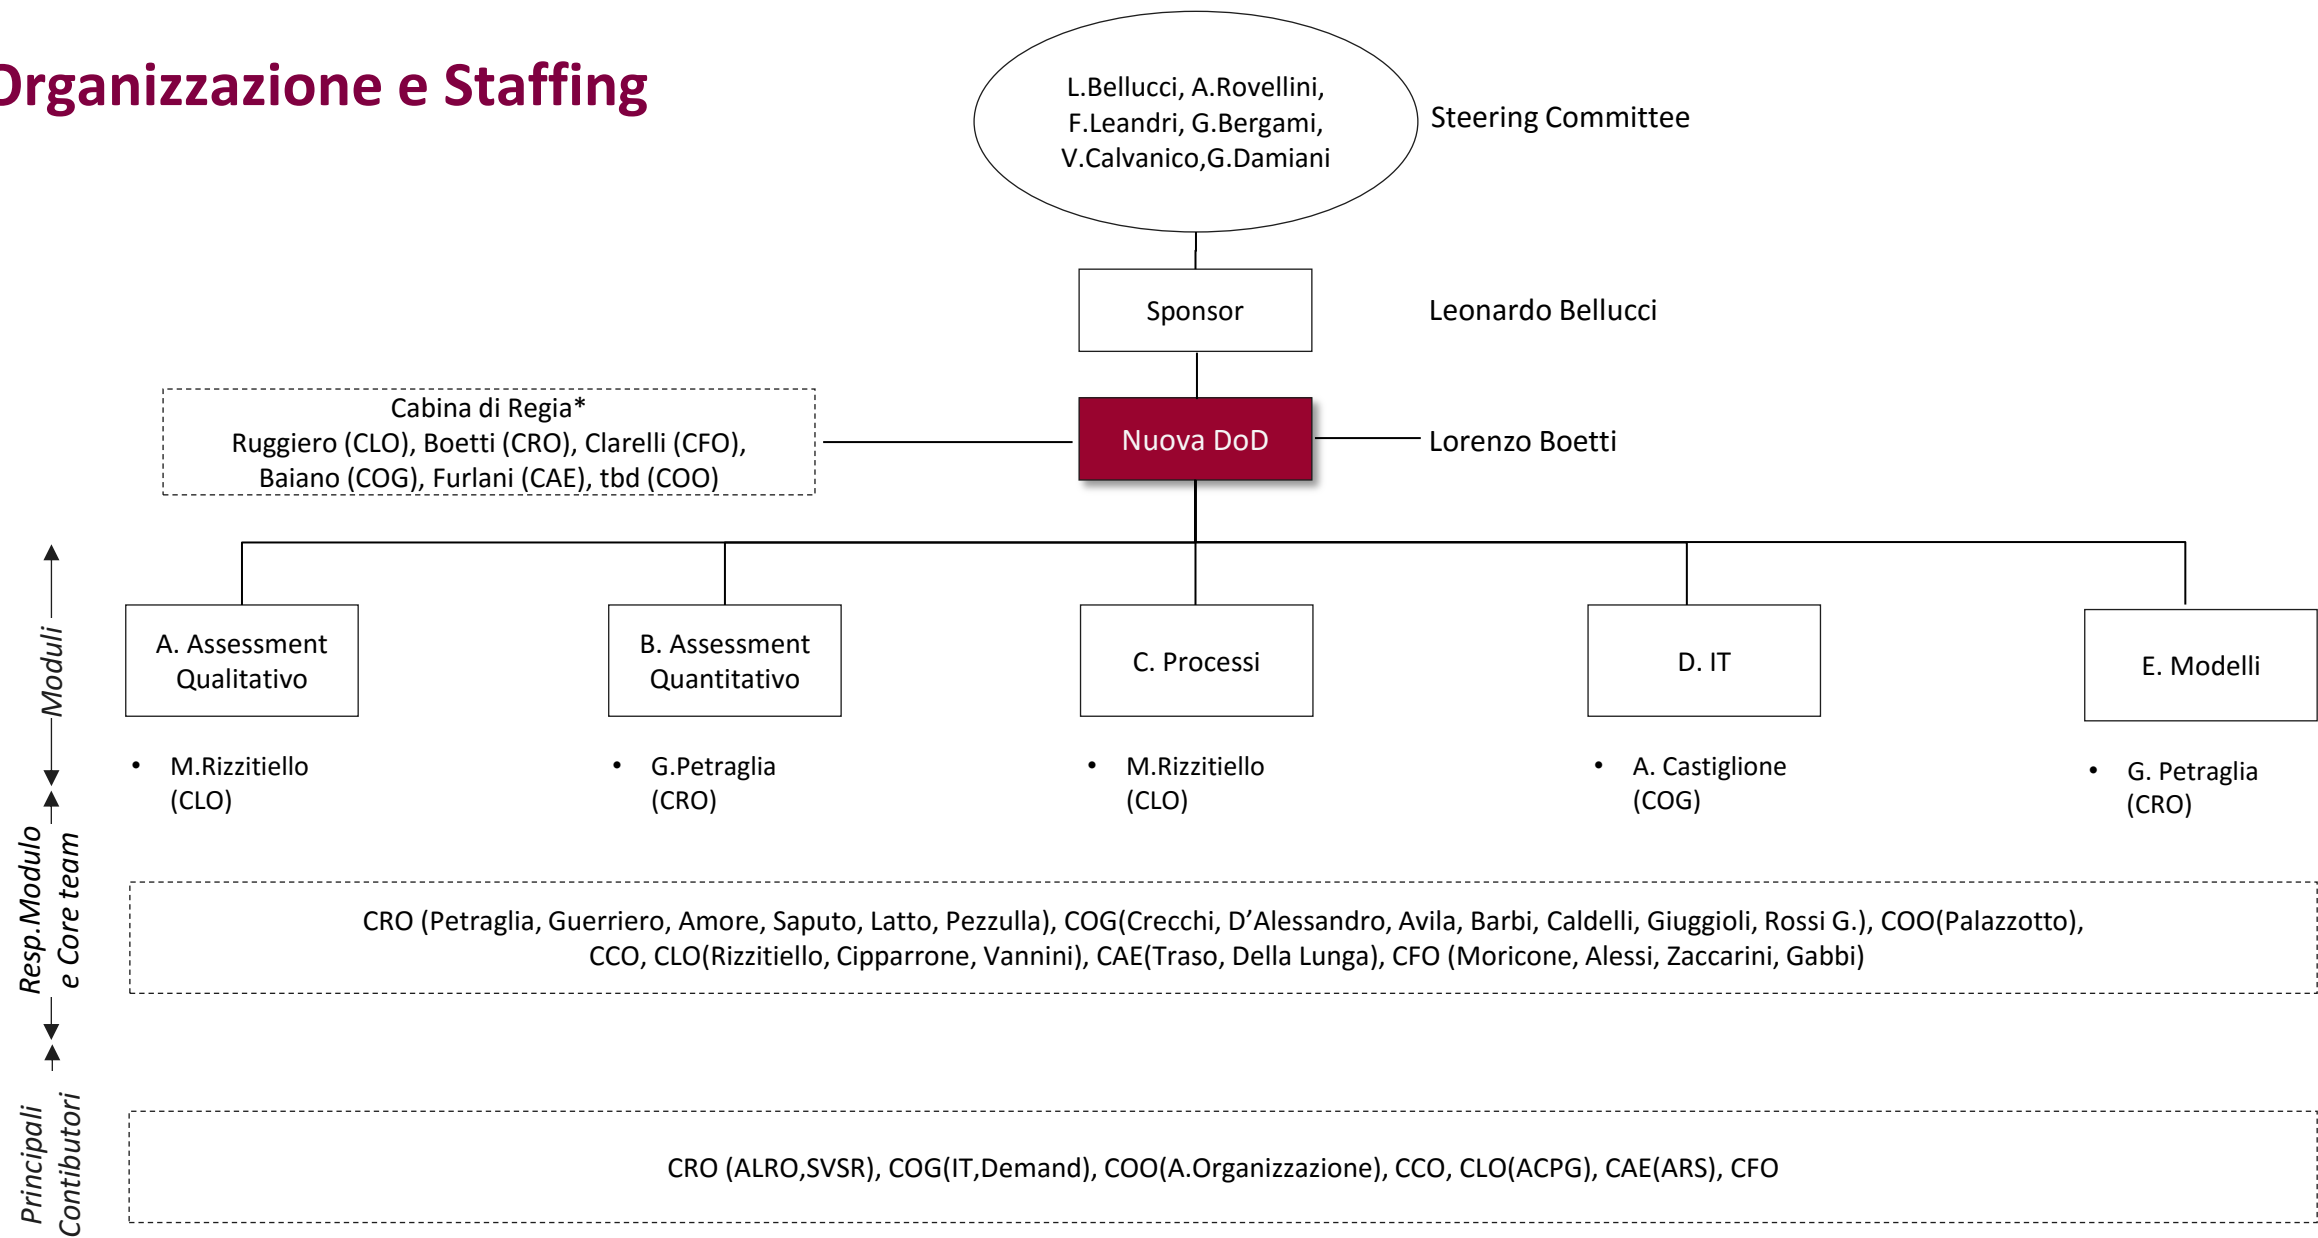 Organizzazione e Staffing
L.Bellucci, A.Rovellini,
F.Leandri, G.Bergami,
V.Calvanico,G.Damiani
Steering Committee
Sponsor
Leonardo Bellucci
Cabina di Regia*
Ruggiero (CLO), Boetti (CRO), Clarelli (CFO),
Baiano (COG), Furlani (CAE), tbd (COO)
Nuova DoD
Lorenzo Boetti
Moduli
A. Assessment
Qualitativo
B. Assessment
Quantitativo
C. Processi
D. IT
E. Modelli
• M.Rizzitiello
(CLO)
• G.Petraglia
(CRO)
• M.Rizzitiello
(CLO)
• A. Castiglione
(COG)
• G. Petraglia
(CRO)
Resp.Modulo
e Core team
CRO (Petraglia, Guerriero, Amore, Saputo, Latto, Pezzulla), COG(Crecchi, D’Alessandro, Avila, Barbi, Caldelli, Giuggioli, Rossi G.), COO(Palazzotto),
CCO, CLO(Rizzitiello, Cipparrone, Vannini), CAE(Traso, Della Lunga), CFO (Moricone, Alessi, Zaccarini, Gabbi)
Principali
Contibutori
CRO (ALRO,SVSR), COG(IT,Demand), COO(A.Organizzazione), CCO, CLO(ACPG), CAE(ARS), CFO